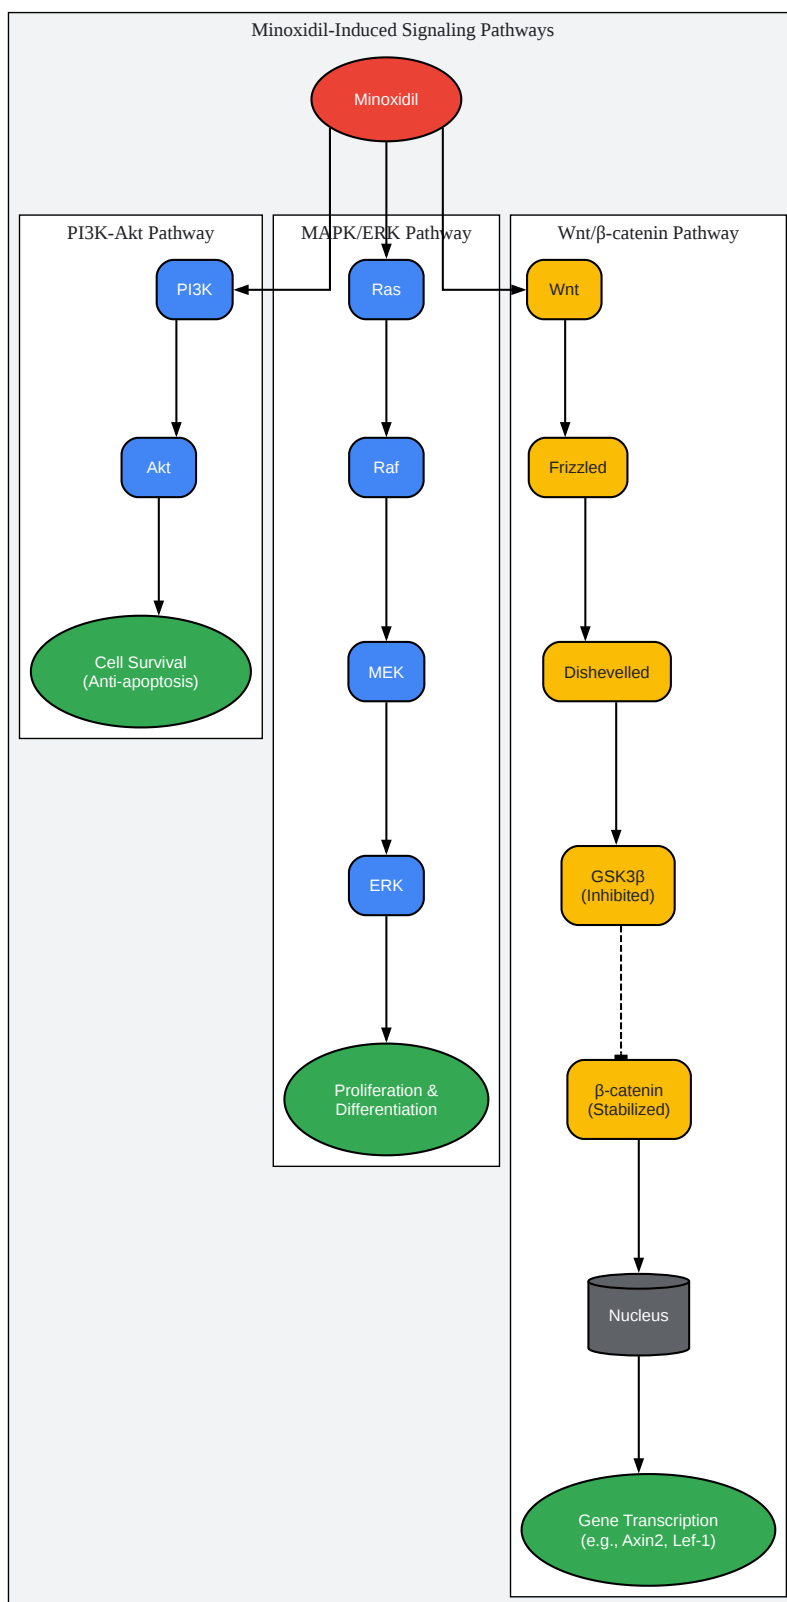 Minoxidil-Induced Signaling Pathways
Minoxidil
PI3K-Akt Pathway
PI3K
Akt
Cell Survival
(Anti-apoptosis)
MAPK/ERK Pathway
Ras
Raf
MEK
ERK
Proliferation &
Differentiation
Wnt/β-catenin Pathway
Wnt
Frizzled
Dishevelled
GSK3β
(Inhibited)
β-catenin
(Stabilized)
Nucleus
Gene Transcription
(e.g., Axin2, Lef-1)